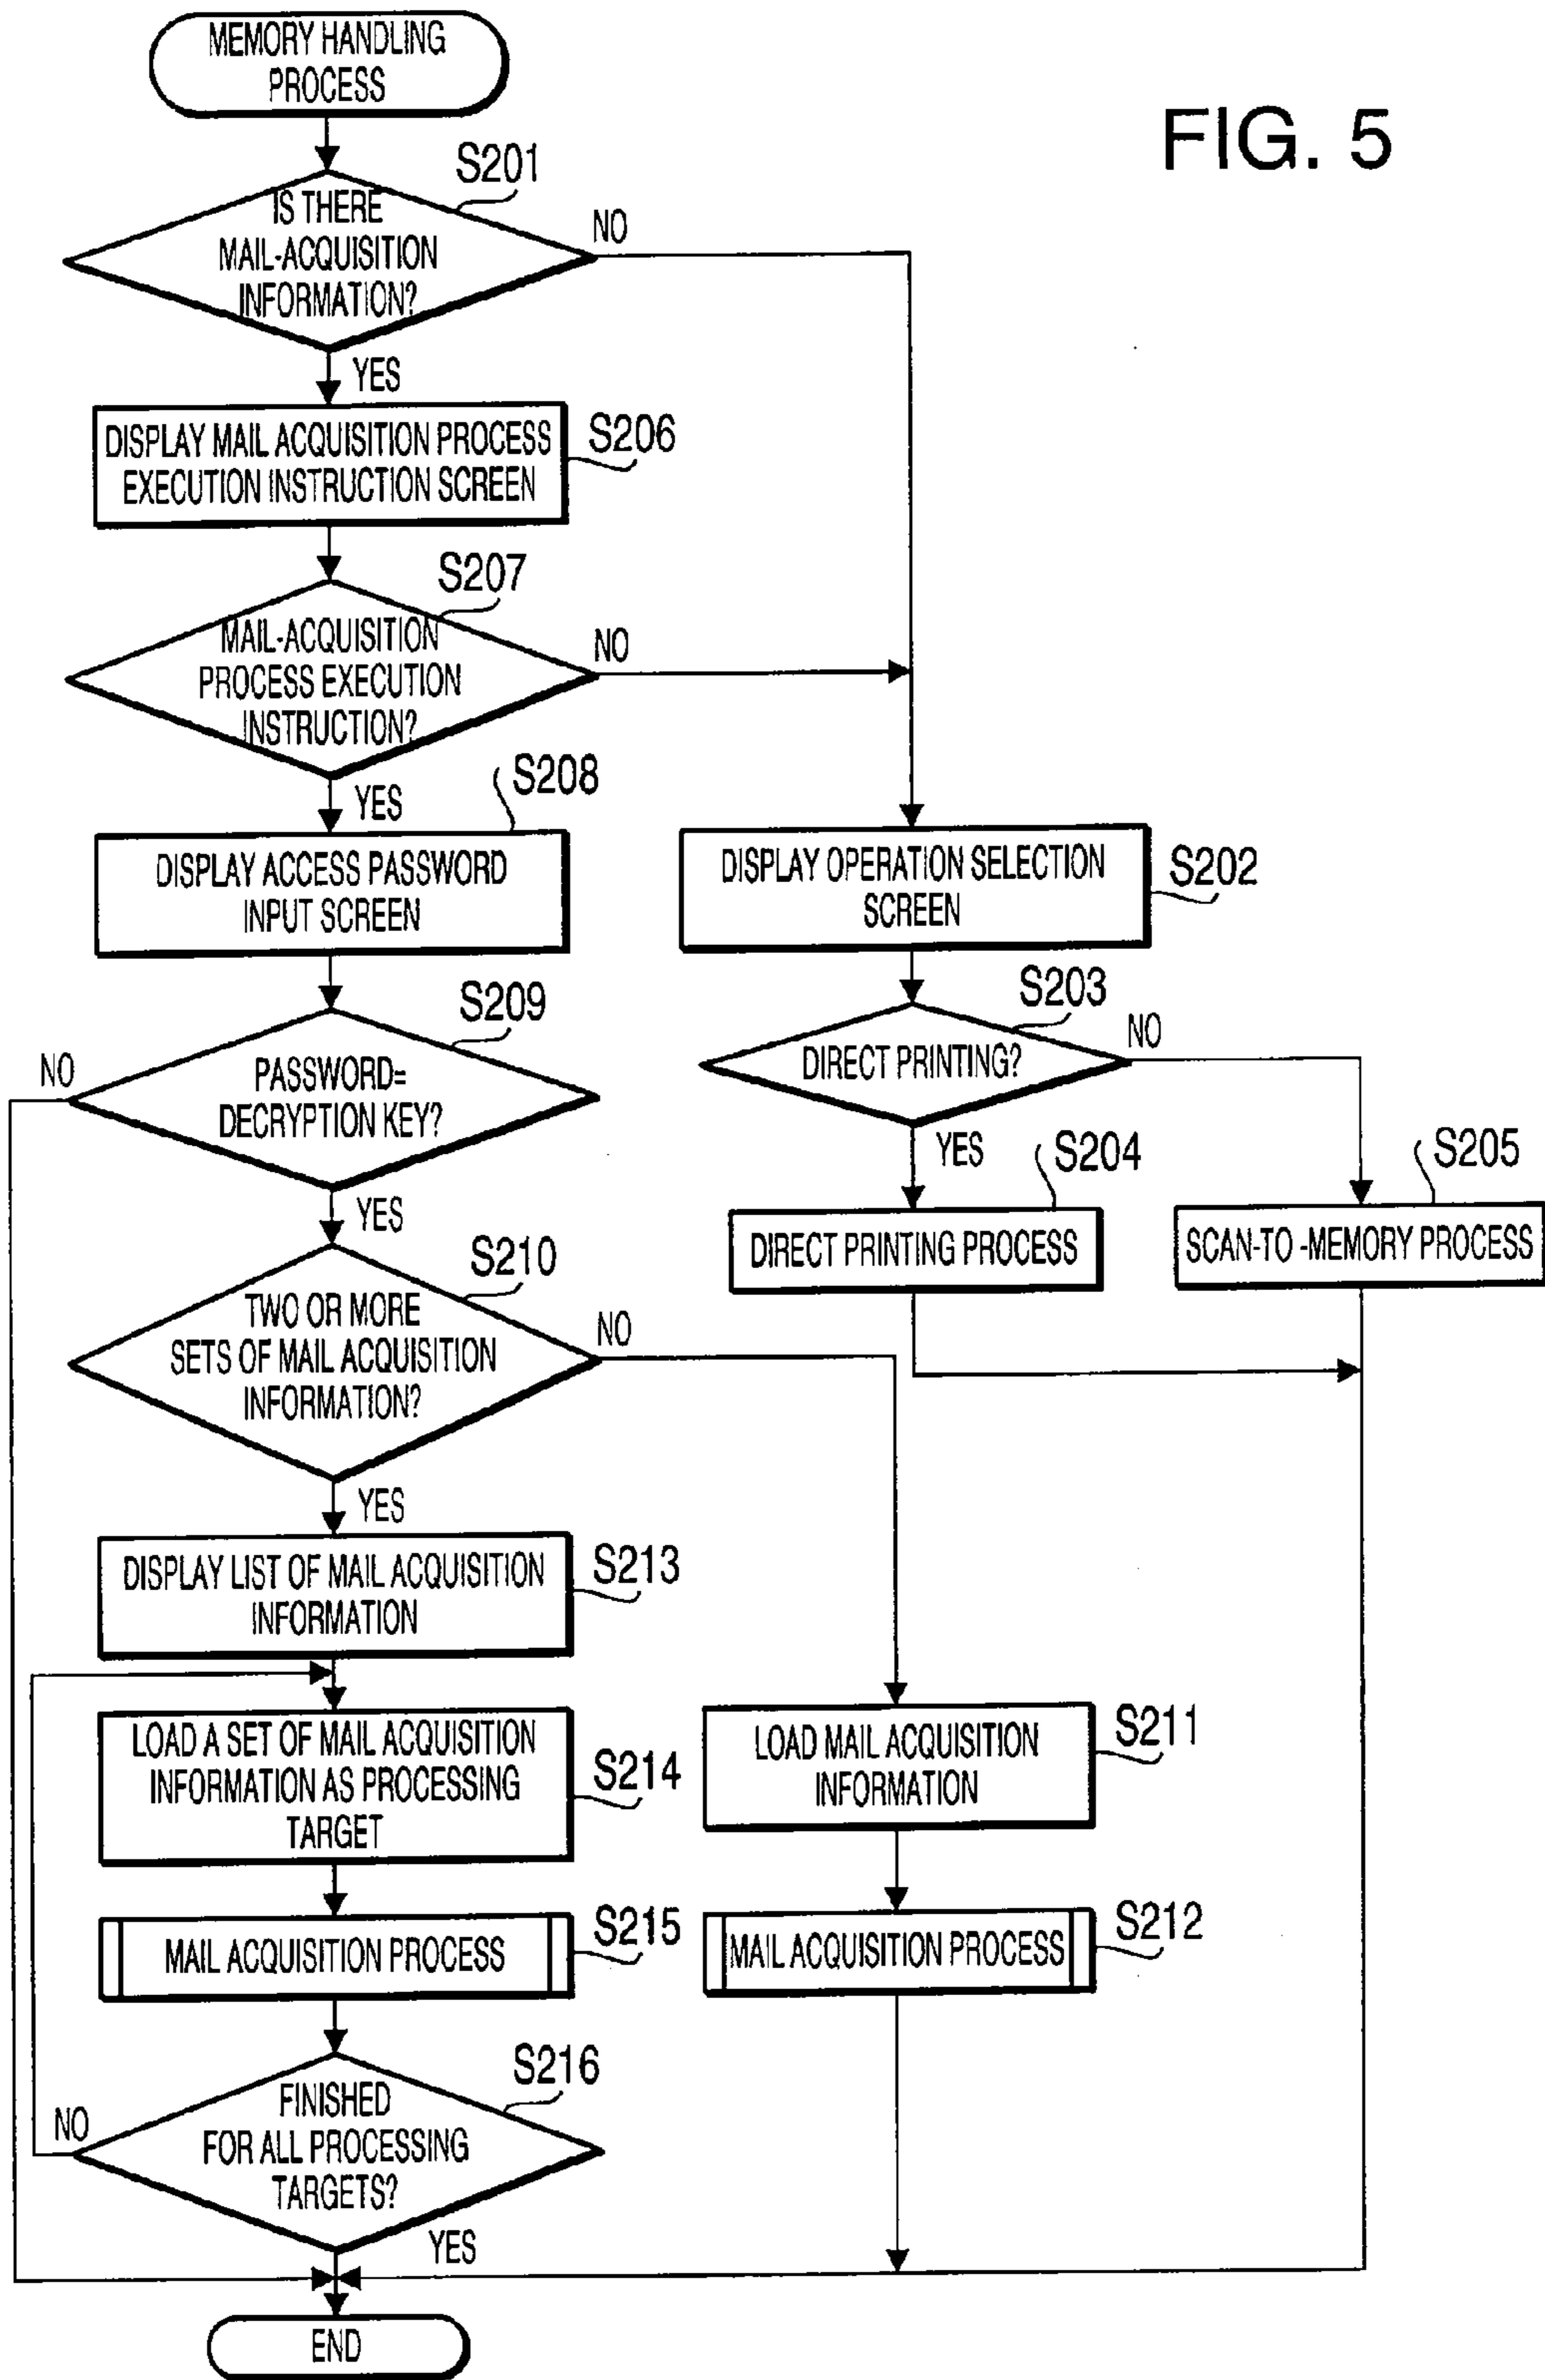 MEMORY HANDLING
PROCESS
FIG. 5
S201
IS THERE
MAIL-ACQUISITION
INFORMATION?
NO
YES
DISPLAY MAIL ACQUISITION PROCESS
EXECUTION INSTRUCTION SCREEN
S206
S207
MAIL-ACQUISITION
PROCESS EXECUTION
INSTRUCTION?
NO
YES
S208
DISPLAY ACCESS PASSWORD
INPUT SCREEN
DISPLAY OPERATION SELECTION
SCREEN
S202
S209
PASSWORD=
DECRYPTION KEY?
NO
YES
S203
DIRECT PRINTING?
NO
YES
S204
DIRECT PRINTING PROCESS
S205
SCAN-TO -MEMORY PROCESS
S210
TWO OR MORE
SETS OF MAIL ACQUISITION
INFORMATION?
NO
YES
DISPLAY LIST OF MAIL ACQUISITION
INFORMATION
S213
LOAD A SET OF MAIL ACQUISITION
INFORMATION AS PROCESSING
TARGET
S214
LOAD MAIL ACQUISITION
INFORMATION
S211
MAIL ACQUISITION PROCESS
S215
MAIL ACQUISITION PROCESS
S212
S216
FINISHED
FOR ALL PROCESSING
TARGETS?
NO
YES
END